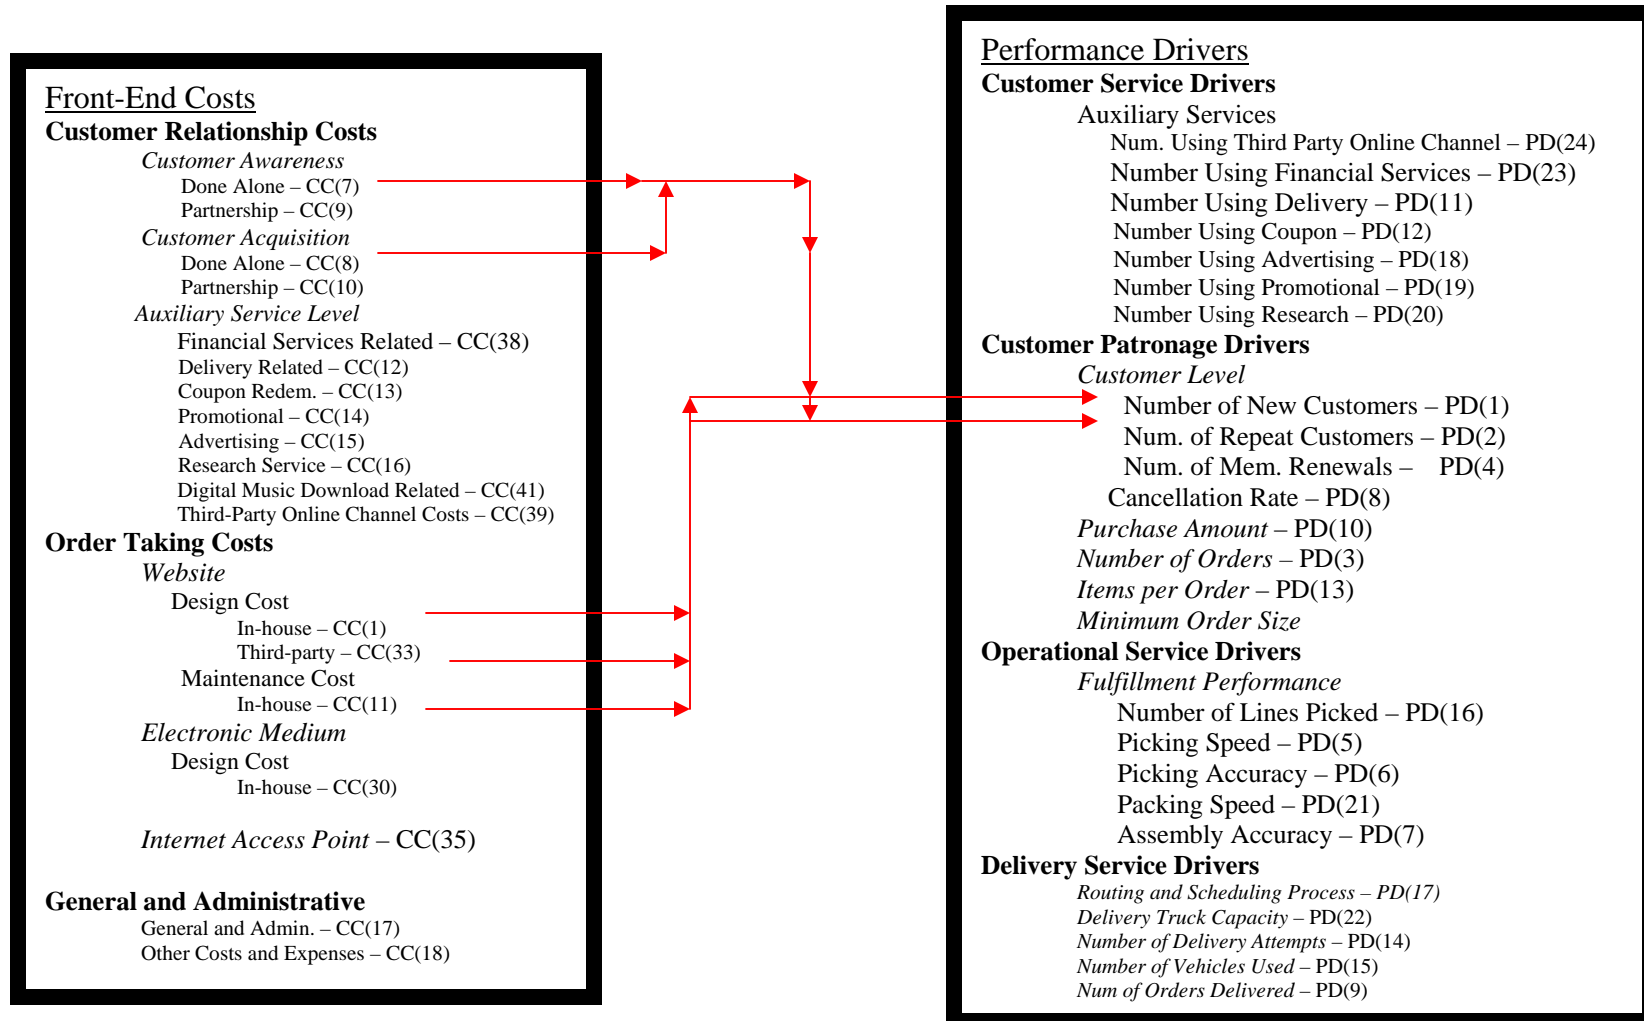 Front-End Costs
Customer Relationship Costs
Customer Awareness
Done Alone – CC(7)
Partnership – CC(9)
Customer Acquisition
Done Alone – CC(8)
Partnership – CC(10)
Auxiliary Service Level
Financial Services Related – CC(38)
Delivery Related – CC(12)
Coupon Redem. – CC(13)
Promotional – CC(14)
Advertising – CC(15)
Research Service – CC(16)
Digital Music Download Related – CC(41)
Third-Party Online Channel Costs – CC(39)
Order Taking Costs
Website
Design Cost
In-house – CC(1)
Third-party – CC(33)
Maintenance Cost
In-house – CC(11)
Electronic Medium
Design Cost
In-house – CC(30)
Internet Access Point – CC(35)
General and Administrative
General and Admin. – CC(17)
Other Costs and Expenses – CC(18)
Performance Drivers
Customer Service Drivers
Auxiliary Services
Num. Using Third Party Online Channel – PD(24)
Number Using Financial Services – PD(23)
Number Using Delivery – PD(11)
Number Using Coupon – PD(12)
Number Using Advertising – PD(18)
Number Using Promotional – PD(19)
Number Using Research – PD(20)
Customer Patronage Drivers
Customer Level
Number of New Customers – PD(1)
Num. of Repeat Customers – PD(2)
Num. of Mem. Renewals – PD(4)
Cancellation Rate – PD(8)
Purchase Amount – PD(10)
Number of Orders – PD(3)
Items per Order – PD(13)
Minimum Order Size
Operational Service Drivers
Fulfillment Performance
Number of Lines Picked – PD(16)
Picking Speed – PD(5)
Picking Accuracy – PD(6)
Packing Speed – PD(21)
Assembly Accuracy – PD(7)
Delivery Service Drivers
Routing and Scheduling Process – PD(17)
Delivery Truck Capacity – PD(22)
Number of Delivery Attempts – PD(14)
Number of Vehicles Used – PD(15)
Num of Orders Delivered – PD(9)